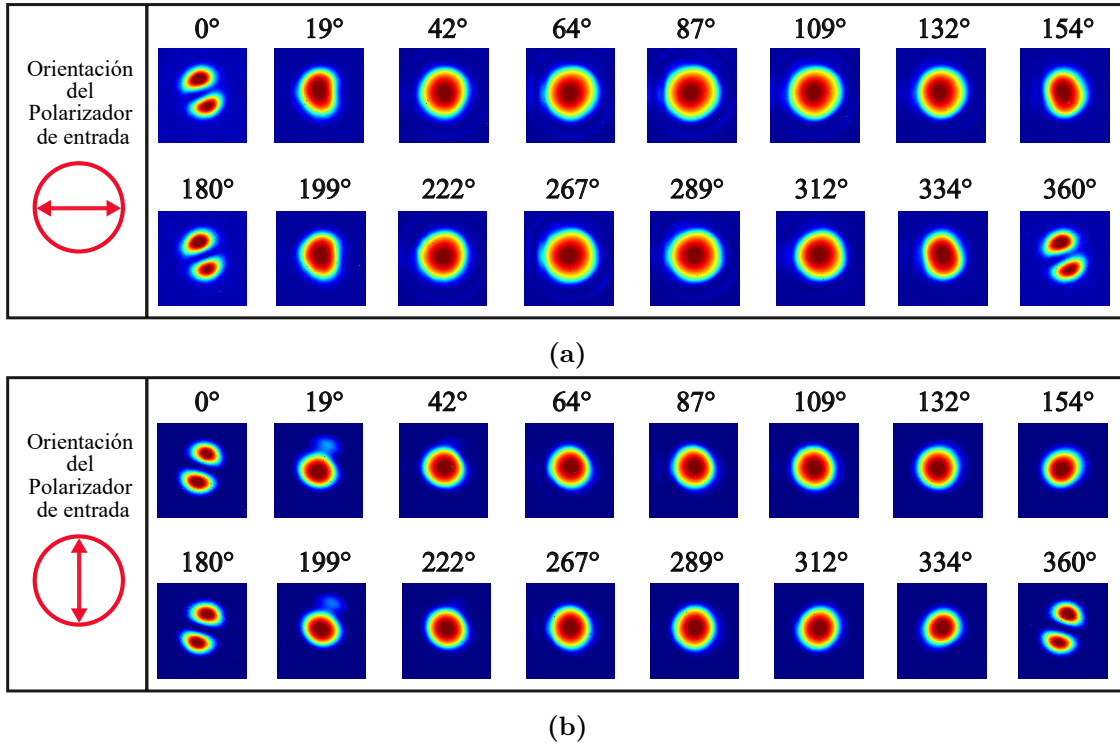 0° 19° 42° 64° 87° 109° 132° 154°
Orientación
del
Polarizador
de entrada
180° 199° 222° 267° 289° 312° 334° 360°
(a)
0° 19° 42° 64° 87° 109° 132° 154°
Orientación
del
Polarizador
de entrada
180° 199° 222° 267° 289° 312° 334° 360°
(b)